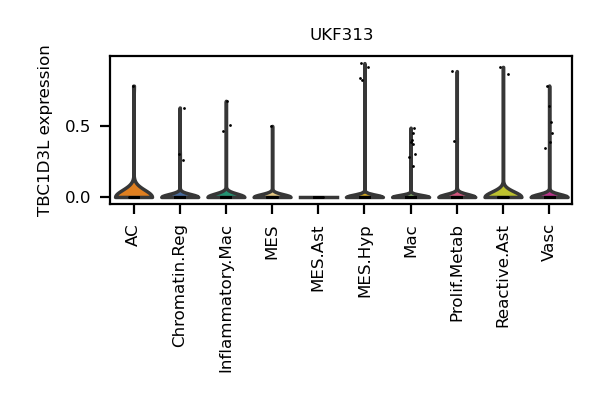 UKF313
TBC1D3L expression
0.5
0.0
AC
Chromatin.Reg
Inflammatory.Mac
MES
MES.Ast
MES.Hyp
Mac
Prolif.Metab
Reactive.Ast
Vasc